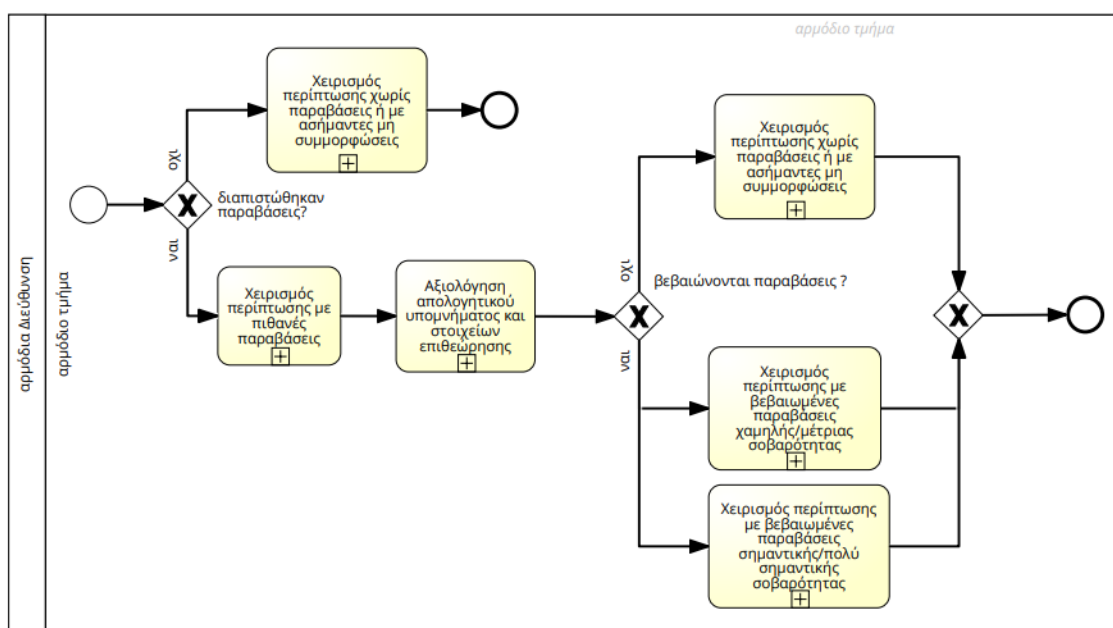 αρμόδιο τμήμα
αρμόδια Διεύθυνση
αρμόδιο τμήμα
Χειρισμός
περίπτωσης χωρίς
παραβάσεις ή με
ασήμαντες μη
συμμορφώσεις
όχι
διαπιστώθηκαν
παραβάσεις?
ναι
Χειρισμός
περίπτωσης με
πιθανές
παραβάσεις
Αξιολόγηση
απολογητικού
υπομνήματος και
στοιχείων
επιθεώρησης
Χειρισμός
περίπτωσης χωρίς
παραβάσεις ή με
ασήμαντες μη
συμμορφώσεις
όχι
βεβαιώνονται παραβάσεις ?
ναι
Χειρισμός
περίπτωσης με
βεβαιωμένες
παραβάσεις
χαμηλής/μέτριας
σοβαρότητας
Χειρισμός περίπτωσης
με βεβαιωμένες
παραβάσεις
σημαντικής/πολύ
σημαντικής
σοβαρότητας